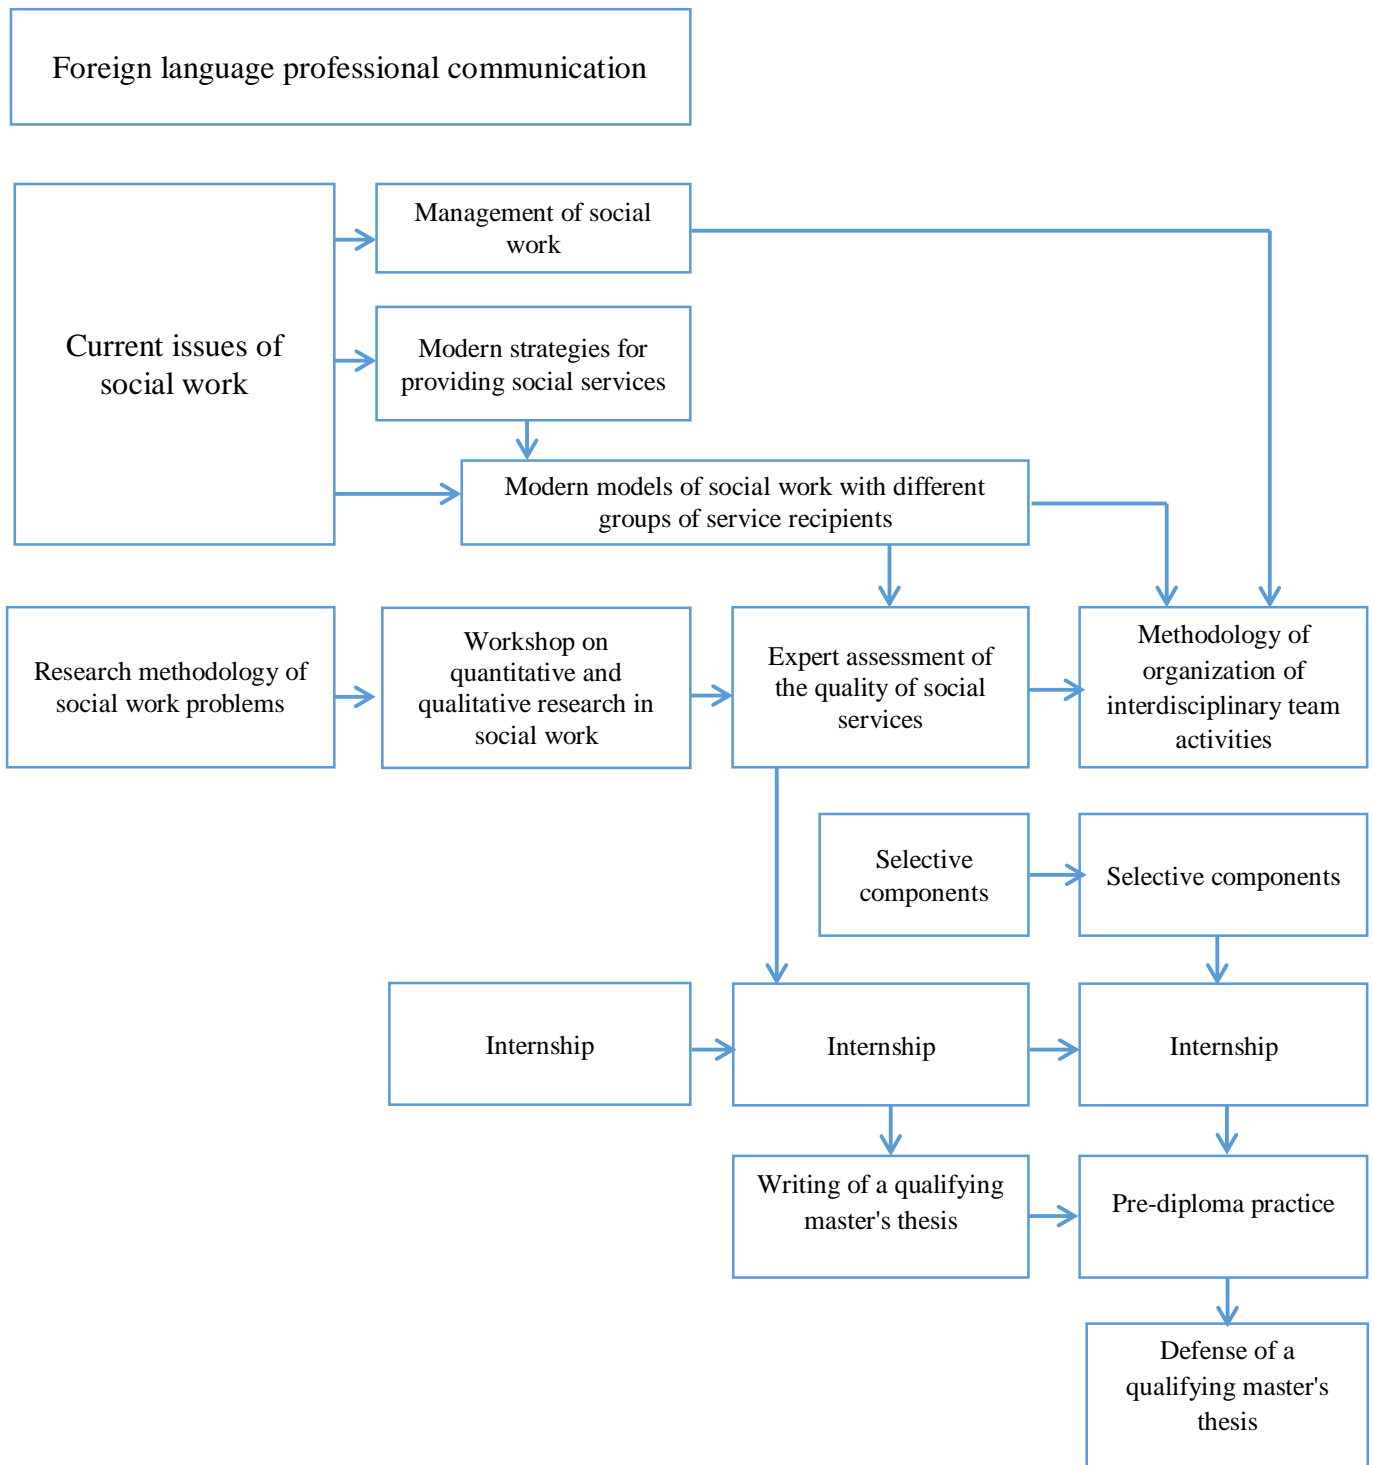 Foreign language professional communication
Management of social
work
Current issues of
social work
Modern strategies for
providing social services
Modern models of social work with different
groups of service recipients
Research methodology of
social work problems
Workshop on
quantitative and
qualitative research in
social work
Expert assessment of
the quality of social
services
Methodology of
organization of
interdisciplinary team
activities
Selective
components
Selective components
Internship
Internship
Internship
Writing of a qualifying
master's thesis
Pre-diploma practice
Defense of a
qualifying master's
thesis